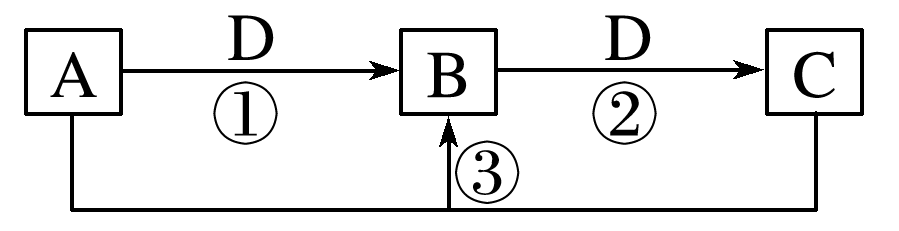 D D
A B C
① ②
③